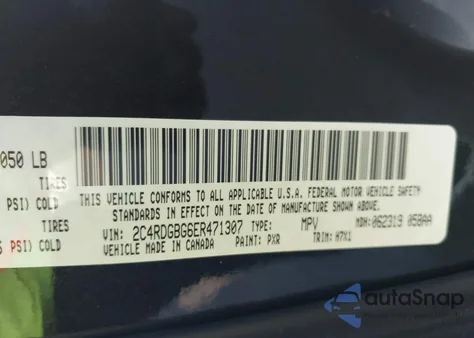 050 LB
TIRES
PSI) COLD
TIRES
PSI) COLD
THIS VEHICLE CONFORMS TO ALL APPLICABLE U.S.A. FEDERAL MOTOR VEHICLE SAFETY
STANDARDS IN EFFECT ON THE DATE OF MANUFACTURE SHOWN ABOVE.
VIN: 2C4RDGBG6ER471307 TYPE: MPV MDH: 062319 058AA
VEHICLE MADE IN CANADA PAINT: PXR TRIM: H7X1
autoSnap